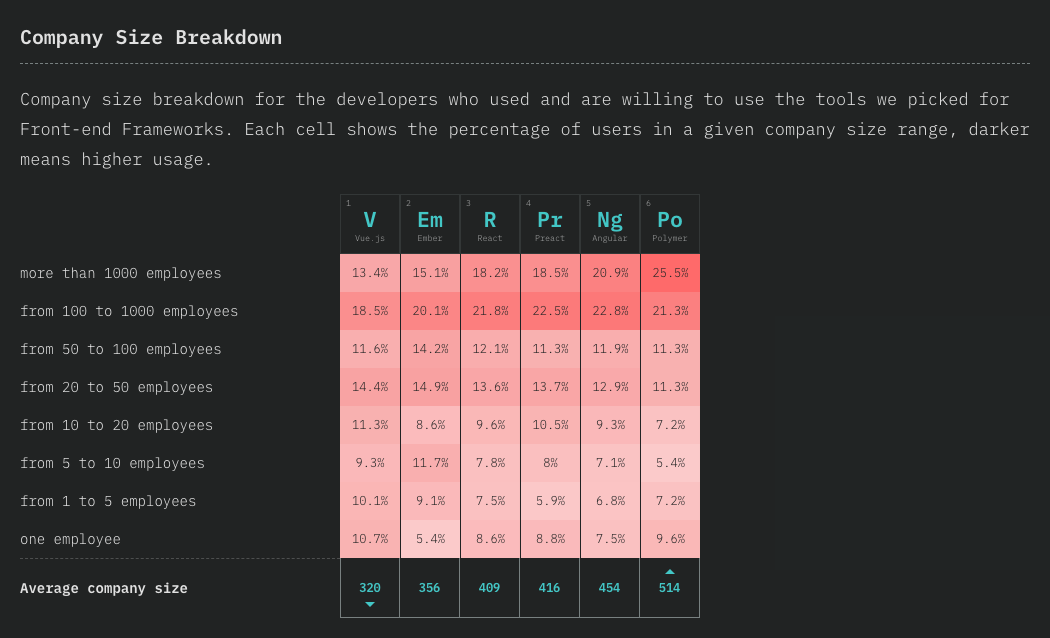 Company Size Breakdown
Company size breakdown for the developers who used and are willing to use the tools we picked for
Front-end Frameworks. Each cell shows the percentage of users in a given company size range, darker
means higher usage.
1 2 3 4 5 6
V Em R Pr Ng Po
Vue.js Ember React Preact Angular Polymer
more than 1000 employees 13.4% 15.1% 18.2% 18.5% 20.9% 25.5%
from 100 to 1000 employees 18.5% 20.1% 21.8% 22.5% 22.8% 21.3%
from 50 to 100 employees 11.6% 14.2% 12.1% 11.3% 11.9% 11.3%
from 20 to 50 employees 14.4% 14.9% 13.6% 13.7% 12.9% 11.3%
from 10 to 20 employees 11.3% 8.6% 9.6% 10.5% 9.3% 7.2%
from 5 to 10 employees 9.3% 11.7% 7.8% 8% 7.1% 5.4%
from 1 to 5 employees 10.1% 9.1% 7.5% 5.9% 6.8% 7.2%
one employee 10.7% 5.4% 8.6% 8.8% 7.5% 9.6%
Average company size 320 356 409 416 454 514